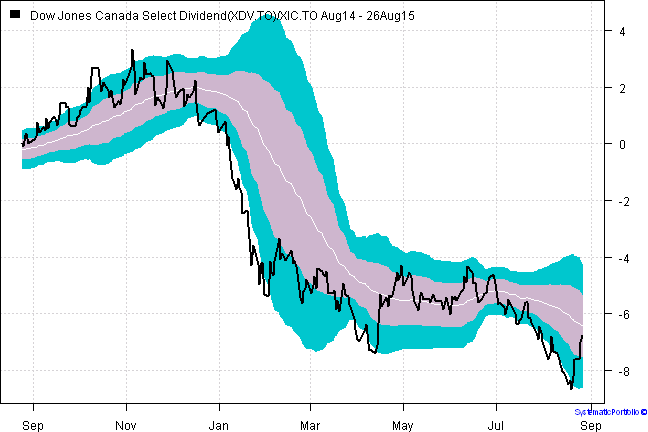 Dow Jones Canada Select Dividend(XDV.TO)/XIC.TO Aug14 - 26Aug15
4
2
0
-2
-4
-6
-8
SystematicPortfolio ©
Sep Nov Jan Mar May Jul Sep